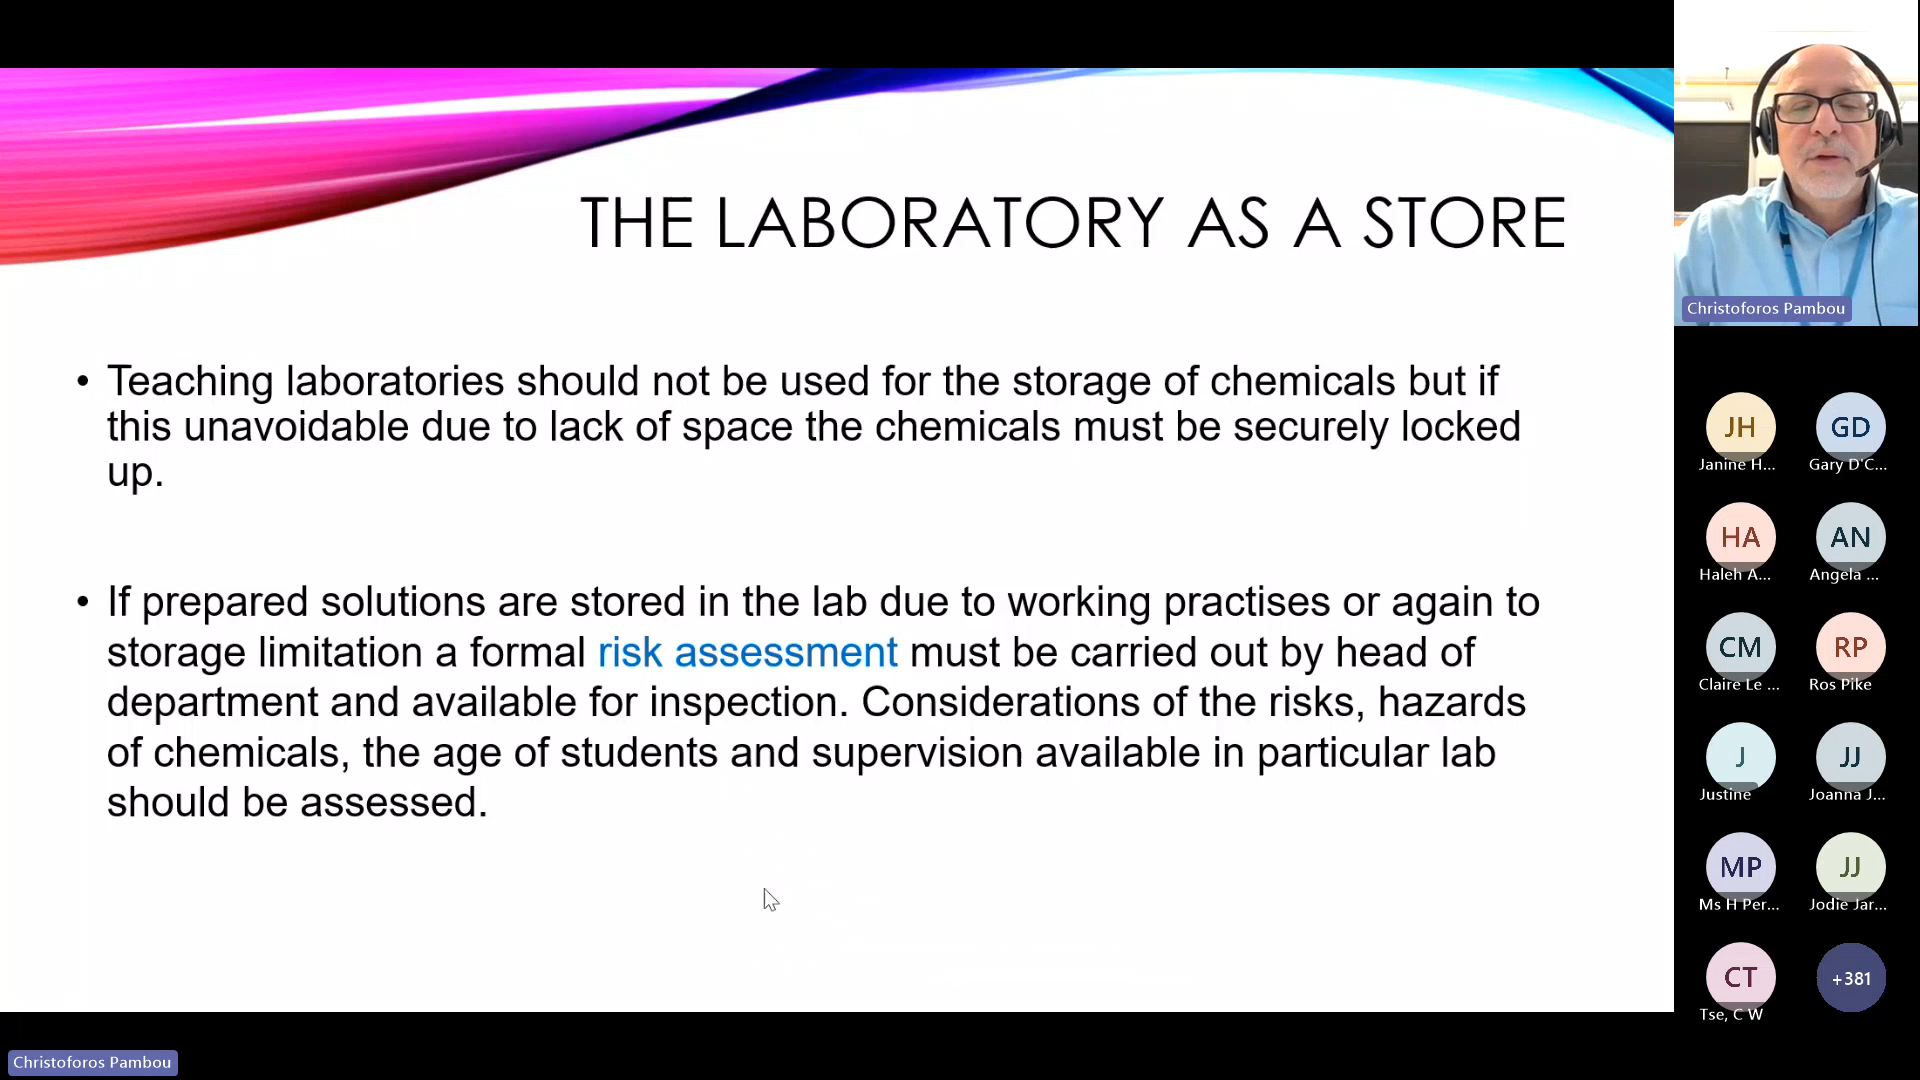 THE LABORATORY AS A STORE
• Teaching laboratories should not be used for the storage of chemicals but if
this unavoidable due to lack of space the chemicals must be securely locked
up.
• If prepared solutions are stored in the lab due to working practises or again to
storage limitation a formal risk assessment must be carried out by head of
department and available for inspection. Considerations of the risks, hazards
of chemicals, the age of students and supervision available in particular lab
should be assessed.
Christoforos Pambou
JH
Janine H...
GD
Gary D'C...
HA
Haleh A...
AN
Angela ...
CM
Claire Le ...
RP
Ros Pike
J
Justine
JJ
Joanna J...
MP
Ms H Per...
JJ
Jodie Jar...
CT
Tse, C W
+381
Christoforos Pambou